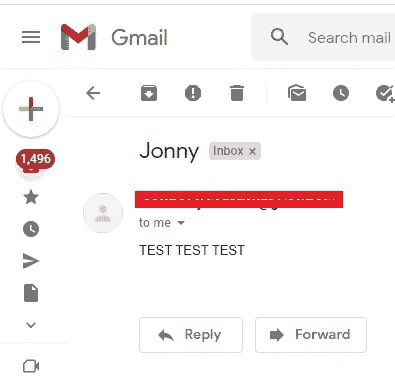 Gmail
Search mail
Jonny Inbox ×
1,496
to me
TEST TEST TEST
Reply Forward